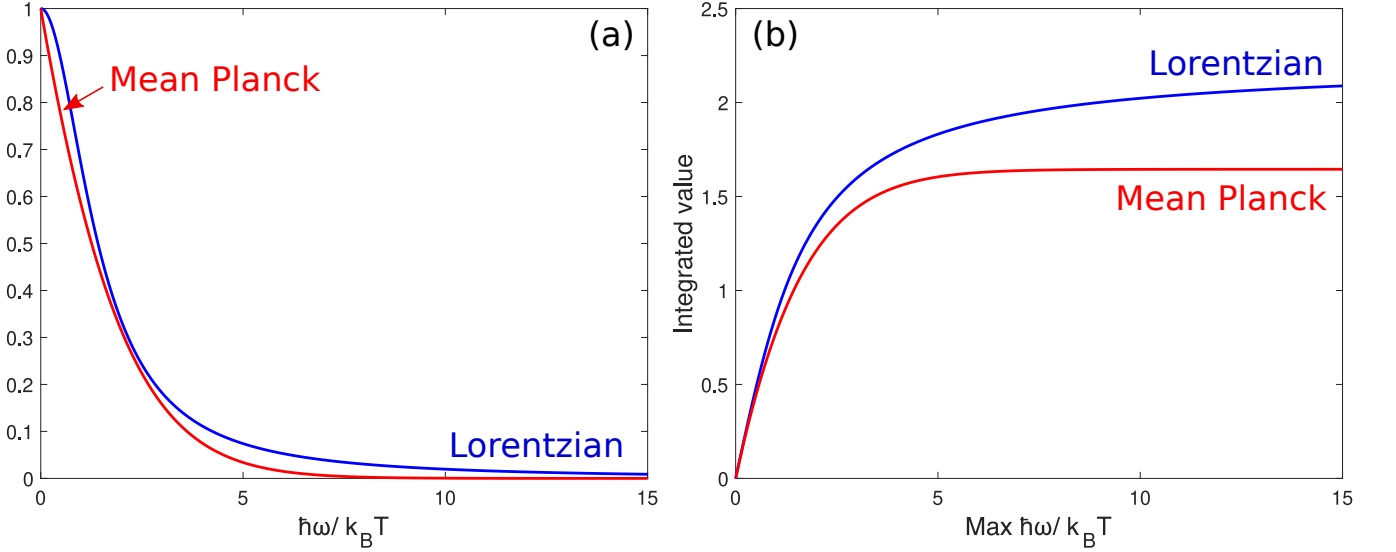 (a)
Mean Planck
Lorentzian
1
0.9
0.8
0.7
0.6
0.5
0.4
0.3
0.2
0.1
0
0
5
10
15
ħω/ k_BT
(b)
Lorentzian
Mean Planck
Integrated value
2.5
2
1.5
1
0.5
0
0
5
10
15
Max ħω/ k_BT